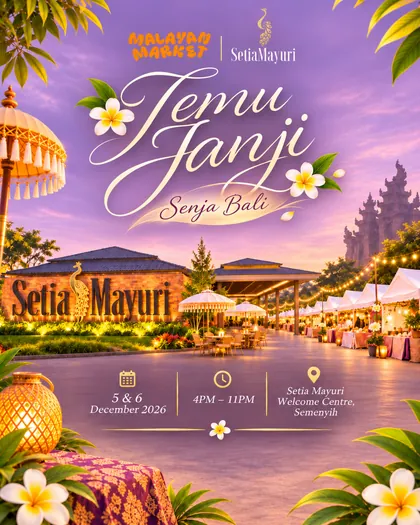 MALAYAN
MARKET
SetiaMayuri
Temu
Janji
Senja Bali
Setia Mayuri
5 & 6
December 2026
4PM – 11PM
Setia Mayuri
Welcome Centre,
Semenyih